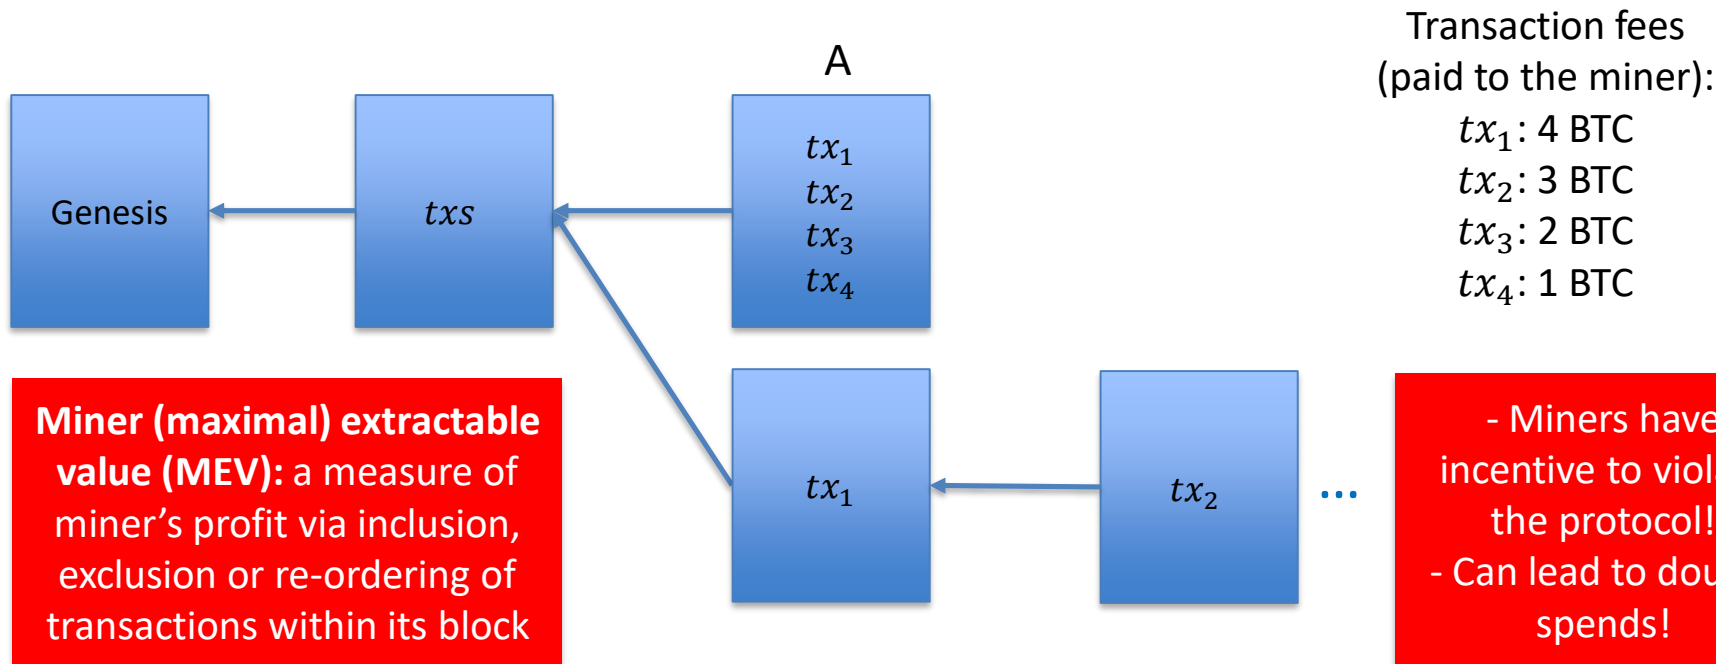 A
Transaction fees
(paid to the miner):
tx₁: 4 BTC
tx₂: 3 BTC
tx₃: 2 BTC
tx₄: 1 BTC
Genesis
txs
tx₁
tx₂
tx₃
tx₄
Miner (maximal) extractable
value (MEV): a measure of
miner's profit via inclusion,
exclusion or re-ordering of
transactions within its block
tx₁
tx₂
...
- Miners have
incentive to
the protocol!
- Can lead to
spends!